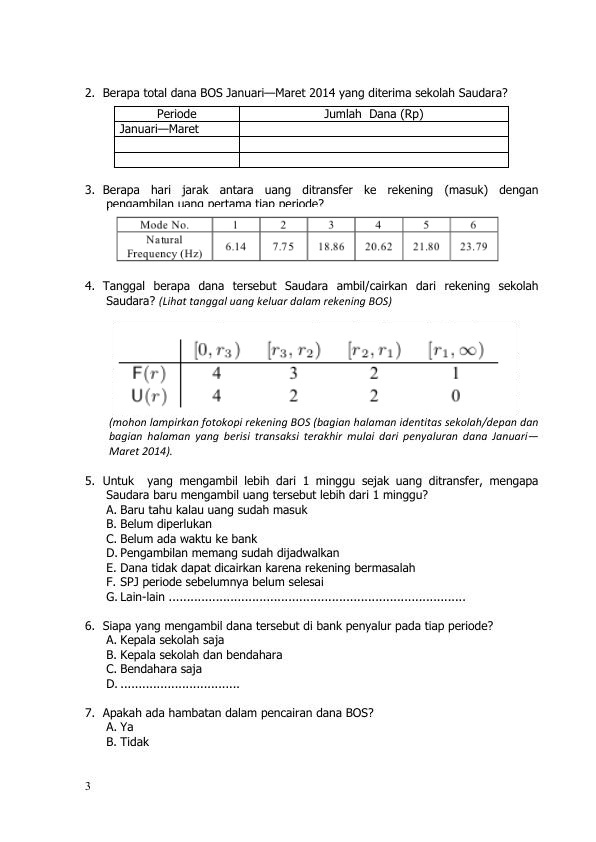 2. Berapa total dana BOS Januari—Maret 2014 yang diterima sekolah Saudara?
Periode Jumlah Dana (Rp)
Januari—Maret
3. Berapa hari jarak antara uang ditransfer ke rekening (masuk) dengan
pengambilan uang pertama tiap periode?
Mode No. 1 2 3 4 5 6
Natural
Frequency (Hz) 6.14 7.75 18.86 20.62 21.80 23.79
4. Tanggal berapa dana tersebut Saudara ambil/cairkan dari rekening sekolah
Saudara? (Lihat tanggal uang keluar dalam rekening BOS)
[0, r₃) [r₃, r₂) [r₂, r₁) [r₁, ∞)
F(r) 4 3 2 1
U(r) 4 2 2 0
(mohon lampirkan fotokopi rekening BOS (bagian halaman identitas sekolah/depan dan
bagian halaman yang berisi transaksi terakhir mulai dari penyaluran dana Januari—
Maret 2014).
5. Untuk yang mengambil lebih dari 1 minggu sejak uang ditransfer, mengapa
Saudara baru mengambil uang tersebut lebih dari 1 minggu?
A. Baru tahu kalau uang sudah masuk
B. Belum diperlukan
C. Belum ada waktu ke bank
D. Pengambilan memang sudah dijadwalkan
E. Dana tidak dapat dicairkan karena rekening bermasalah
F. SPJ periode sebelumnya belum selesai
G. Lain-lain ..................................................................................
6. Siapa yang mengambil dana tersebut di bank penyalur pada tiap periode?
A. Kepala sekolah saja
B. Kepala sekolah dan bendahara
C. Bendahara saja
D. .................................
7. Apakah ada hambatan dalam pencairan dana BOS?
A. Ya
B. Tidak
3